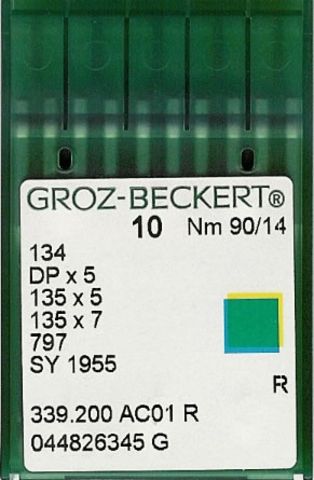 GROZ-BECKERT®
10 Nm 90/14
134
DP x 5
135 x 5
135 x 7
797
SY 1955
R
339.200 AC01 R
044826345 G